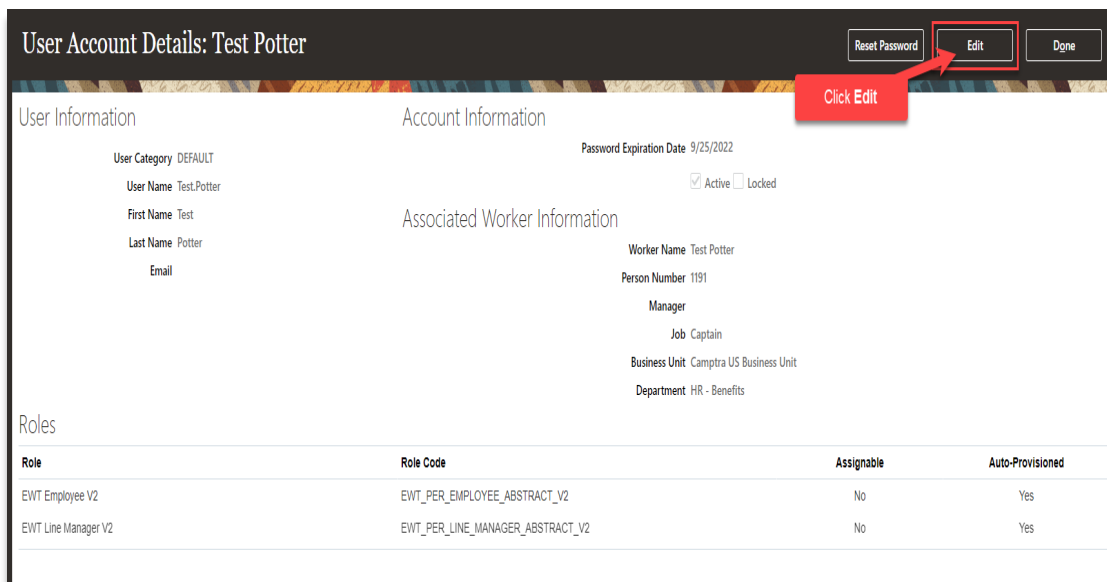 User Account Details: Test Potter
Reset Password Edit Done
Click Edit
User Information
User Category DEFAULT
User Name Test.Potter
First Name Test
Last Name Potter
Email
Account Information
Password Expiration Date 9/25/2022
Active Locked
Associated Worker Information
Worker Name Test Potter
Person Number 1191
Manager
Job Captain
Business Unit Camptra US Business Unit
Department HR - Benefits
Roles
Role Role Code Assignable Auto-Provisioned
EWT Employee V2 EWT_PER_EMPLOYEE_ABSTRACT_V2 No Yes
EWT Line Manager V2 EWT_PER_LINE_MANAGER_ABSTRACT_V2 No Yes